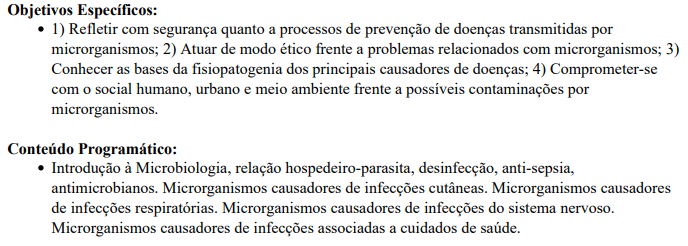 Objetivos Específicos:
• 1) Refletir com segurança quanto a processos de prevenção de doenças transmitidas por
microrganismos; 2) Atuar de modo ético frente a problemas relacionados com microrganismos; 3)
Conhecer as bases da fisiopatogenia dos principais causadores de doenças; 4) Comprometer-se
com o social humano, urbano e meio ambiente frente a possíveis contaminações por
microrganismos.
Conteúdo Programático:
• Introdução à Microbiologia, relação hospedeiro-parasita, desinfecção, anti-sepsia,
antimicrobianos. Microrganismos causadores de infecções cutâneas. Microrganismos causadores
de infecções respiratórias. Microrganismos causadores de infecções do sistema nervoso.
Microrganismos causadores de infecções associadas a cuidados de saúde.